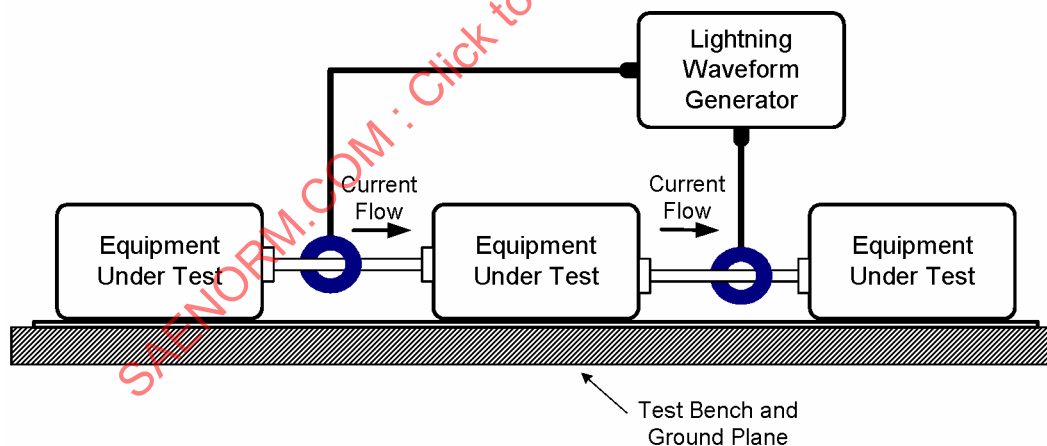 Lightning
Waveform
Generator
Current
Flow
Current
Flow
Equipment
Under Test
Equipment
Under Test
Equipment
Under Test
Test Bench and
Ground Plane
SAENORM.COM : Click to